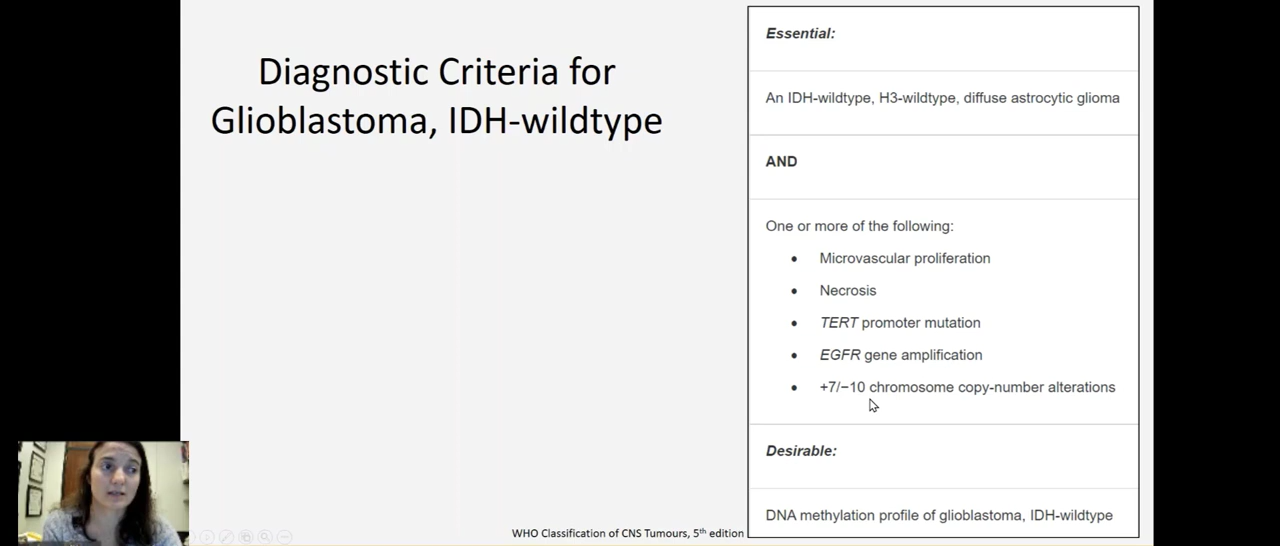 Diagnostic Criteria for
Glioblastoma, IDH-wildtype
Essential:
An IDH-wildtype, H3-wildtype, diffuse astrocytic glioma
AND
One or more of the following:
• Microvascular proliferation
• Necrosis
• TERT promoter mutation
• EGFR gene amplification
• +7/−10 chromosome copy-number alterations
Desirable:
DNA methylation profile of glioblastoma, IDH-wildtype
WHO Classification of CNS Tumours, 5th edition